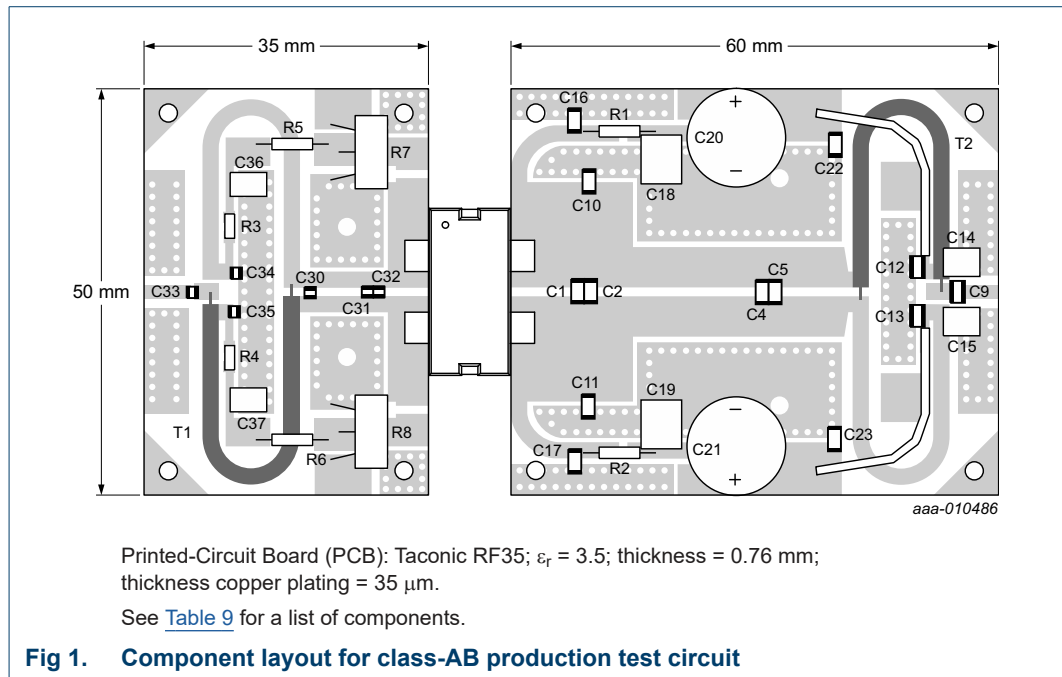 35 mm
60 mm
50 mm
C16
R1
C20
+
−
C22
T2
R5
C36
R7
C18
C10
R3
C34
C33
C30
C32
C31
C35
C1
C2
C5
C4
C12
C14
C9
C13
C15
R4
C37
T1
R6
R8
C11
C19
−
+
C21
C17
R2
C23
aaa-010486
Printed-Circuit Board (PCB): Taconic RF35; εr = 3.5; thickness = 0.76 mm;
thickness copper plating = 35 μm.
See Table 9 for a list of components.
Fig 1. Component layout for class-AB production test circuit